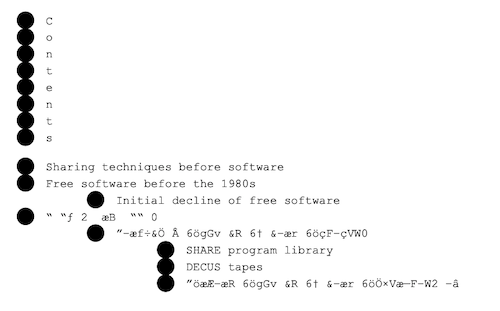 C
o
n
t
e
n
t
s
Sharing techniques before software
Free software before the 1980s
Initial decline of free software
“ “ƒ 2 æB ““ 0
”–æf÷&Ö Â 6ögGv &R 6† &–ær 6öçF–çVW0
SHARE program library
DECUS tapes
”öæÆ–æR 6ögGv &R 6† &–ær 6öÖ×Væ—F–W2 –â